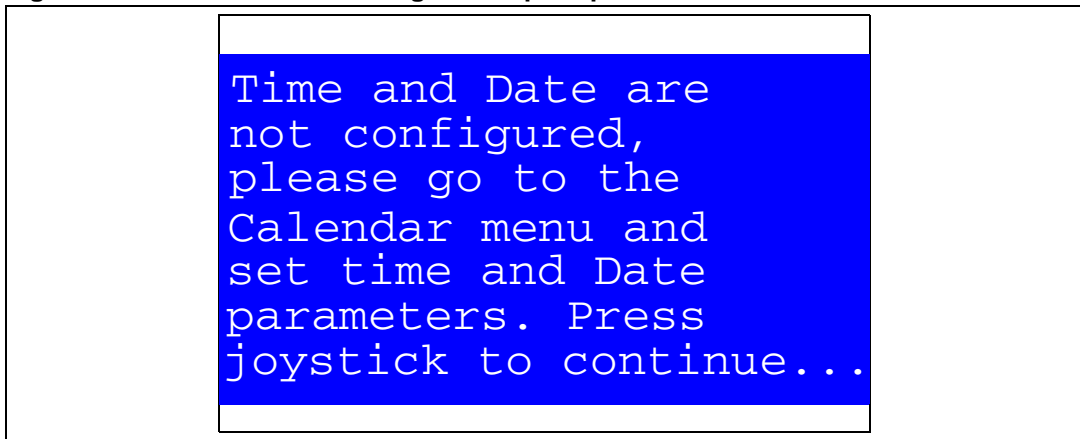 Time and Date are
not configured,
please go to the
Calendar menu and
set time and Date
parameters. Press
joystick to continue...